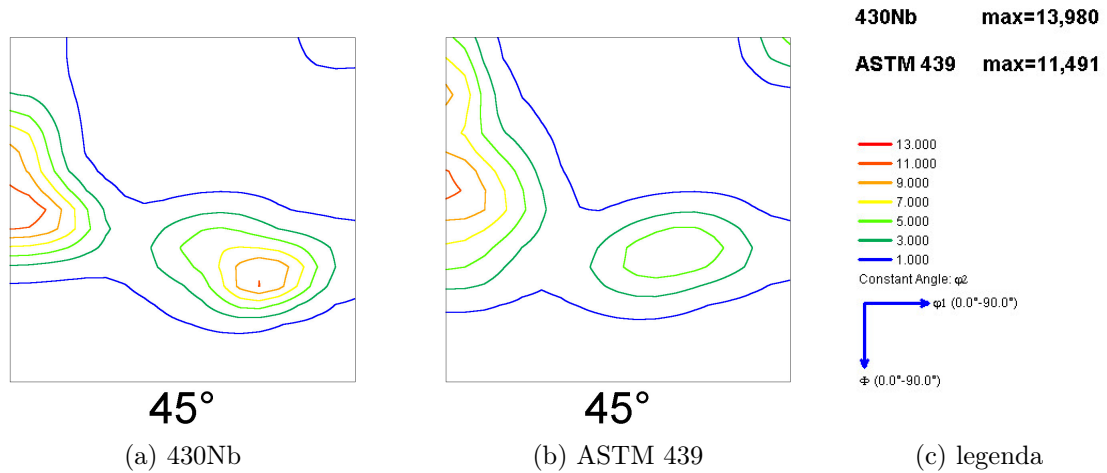 430Nb max=13,980
ASTM 439 max=11,491
13.000
11.000
9.000
7.000
5.000
3.000
1.000
Constant Angle: φ2
φ1 (0.0°-90.0°)
Φ (0.0°-90.0°)
45°
45°
(a) 430Nb
(b) ASTM 439
(c) legenda